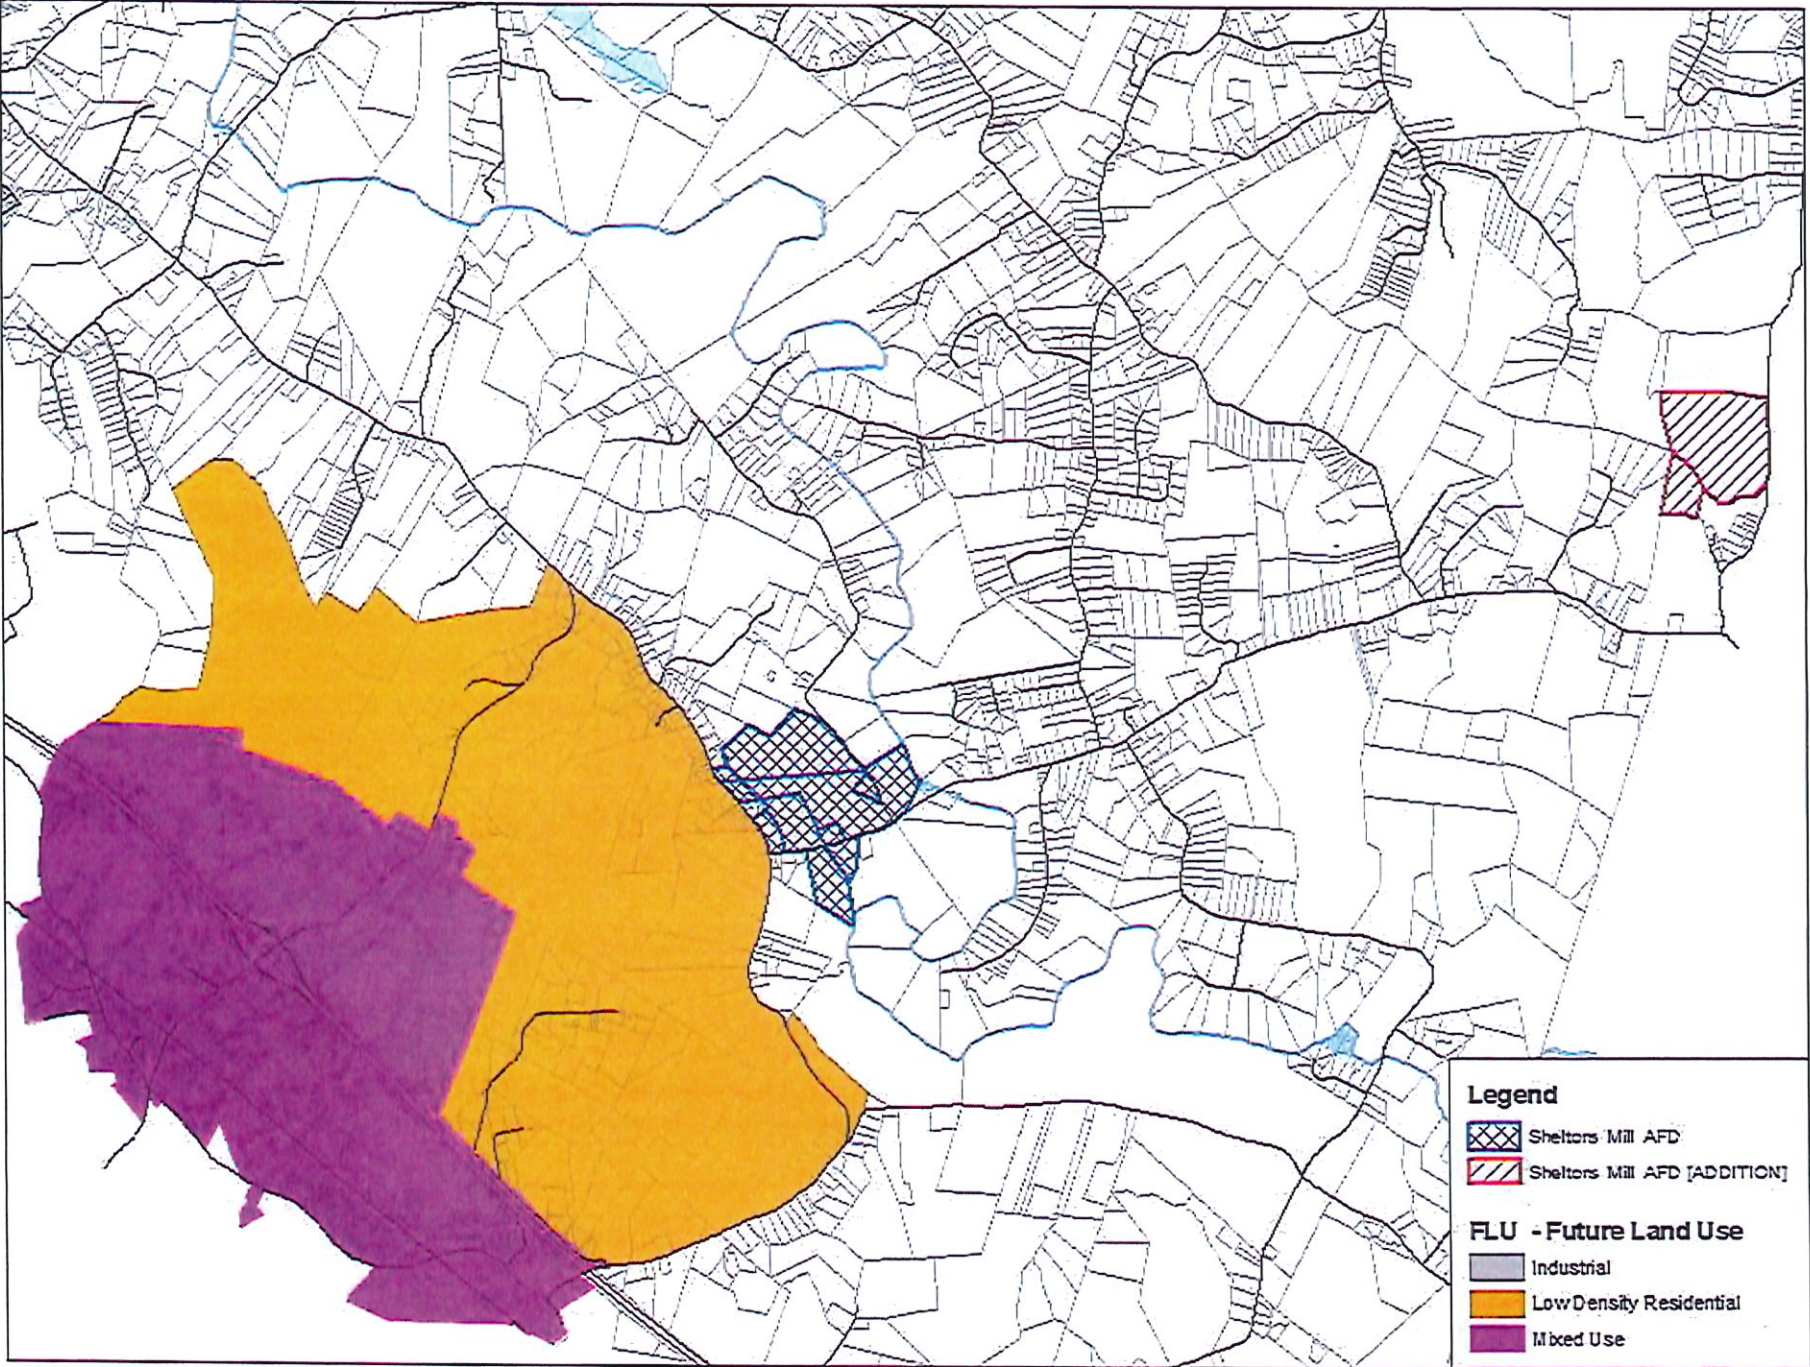 Legend
Sheltors Mill AFD
Sheltors Mill AFD [ADDITION]
FLU - Future Land Use
Industrial
Low Density Residential
Mixed Use